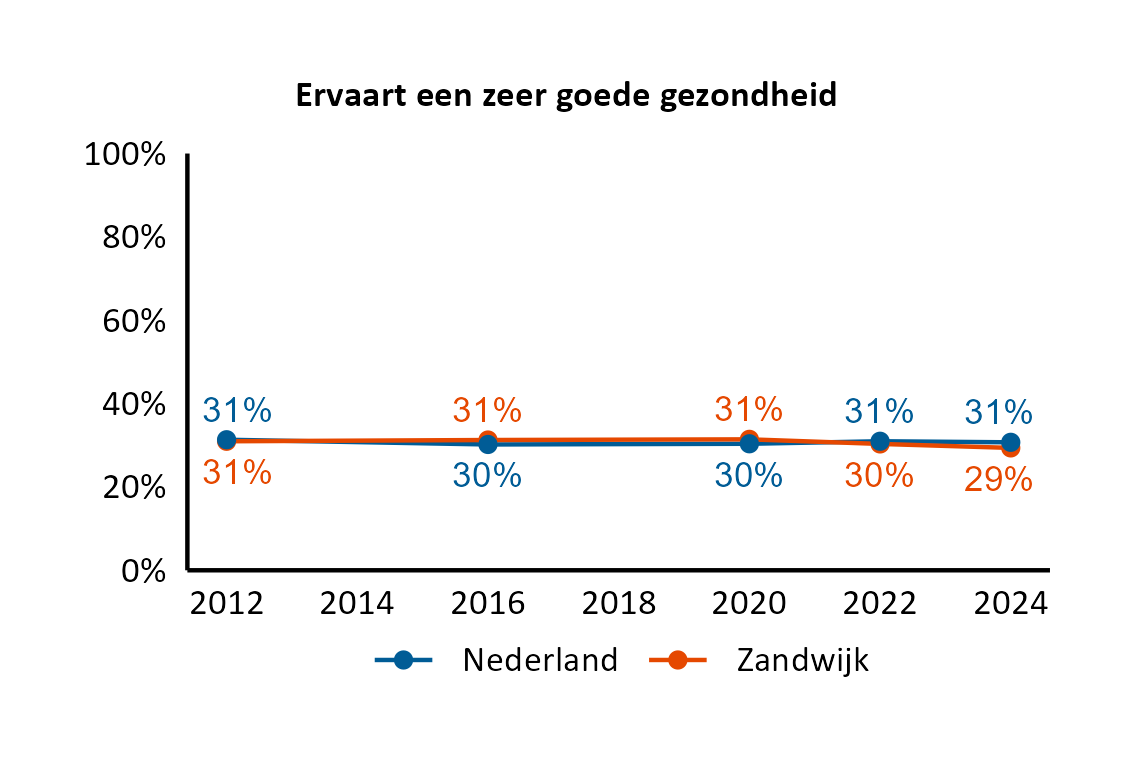 Ervaart een zeer goede gezondheid
100%
80%
60%
40%
20%
0%
31% 31% 31% 31% 31%
31% 30% 30% 30% 29%
2012 2014 2016 2018 2020 2022 2024
Nederland Zandwijk